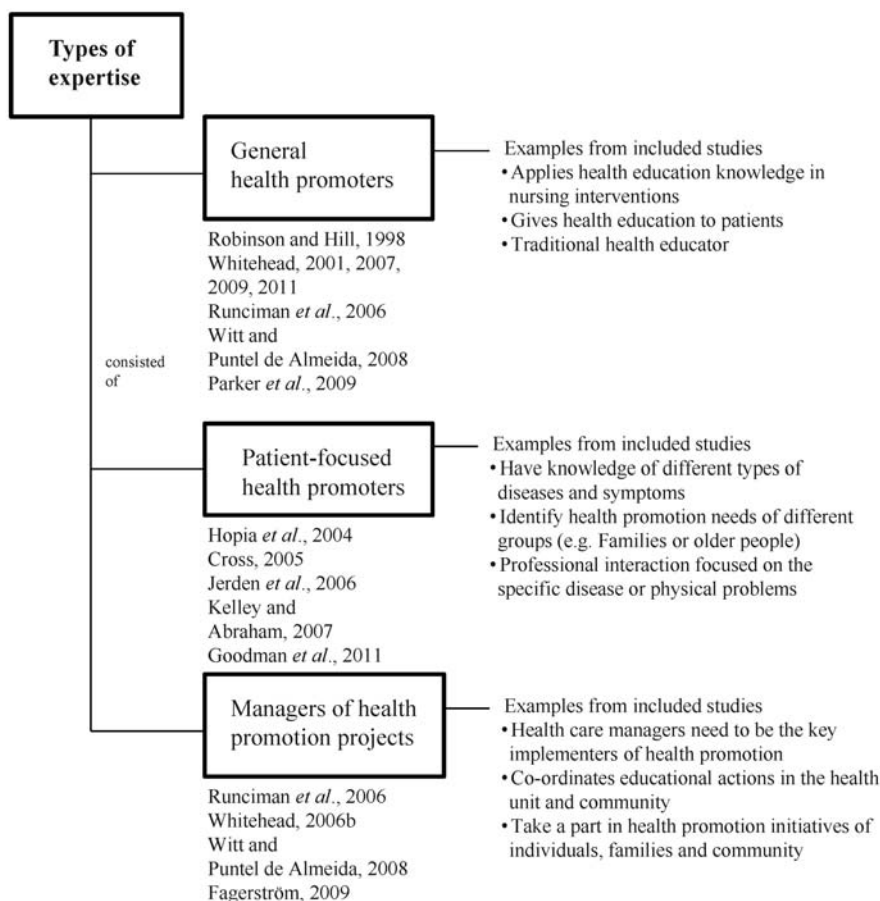 Types of
expertise
consisted
of
General
health promoters
Robinson and Hill, 1998
Whitehead, 2001, 2007,
2009, 2011
Runciman et al., 2006
Witt and
Puntel de Almeida, 2008
Parker et al., 2009
Examples from included studies
• Applies health education knowledge in
nursing interventions
• Gives health education to patients
• Traditional health educator
Patient-focused
health promoters
Hopia et al., 2004
Cross, 2005
Jerden et al., 2006
Kelley and
Abraham, 2007
Goodman et al., 2011
Examples from included studies
• Have knowledge of different types of
diseases and symptoms
• Identify health promotion needs of different
groups (e.g. Families or older people)
• Professional interaction focused on the
specific disease or physical problems
Managers of health
promotion projects
Runciman et al., 2006
Whitehead, 2006b
Witt and
Puntel de Almeida, 2008
Fagerström, 2009
Examples from included studies
• Health care managers need to be the key
implementers of health promotion
• Co-ordinates educational actions in the health
unit and community
• Take a part in health promotion initiatives of
individuals, families and community